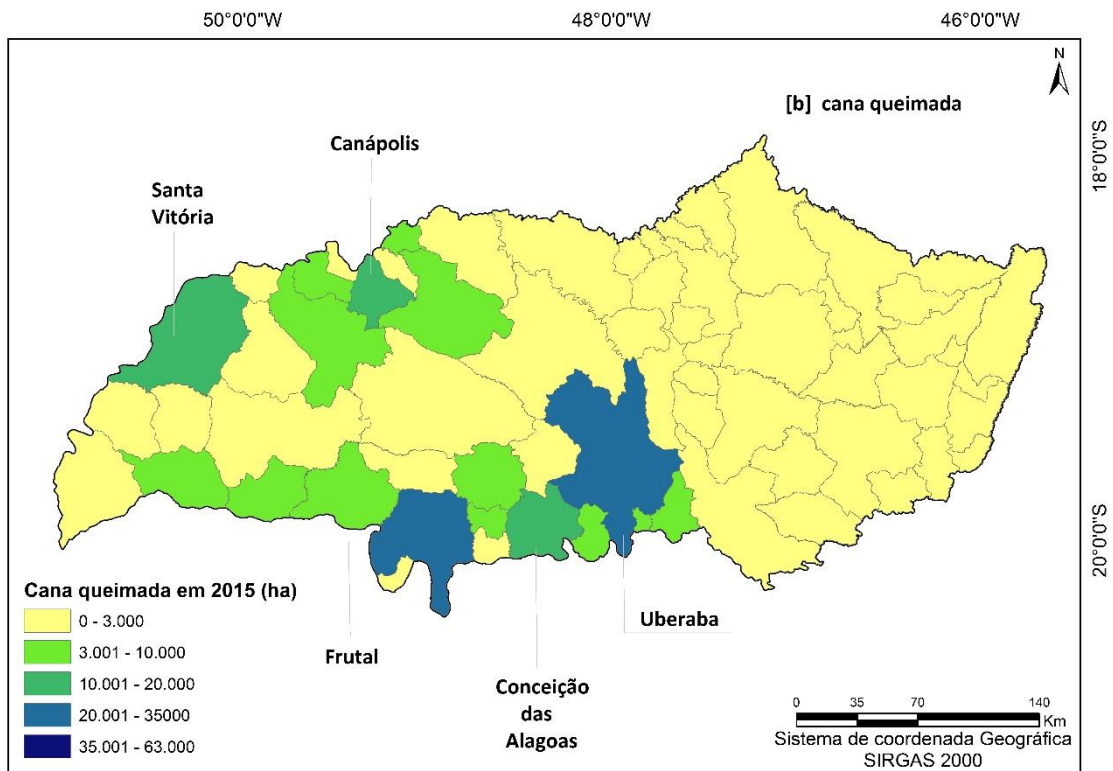 50°0'0"W
48°0'0"W
46°0'0"W
N
[b] cana queimada
18°0'0"S
Canápolis
Santa
Vitória
20°0'0"S
Cana queimada em 2015 (ha)
0 - 3.000
3.001 - 10.000
10.001 - 20.000
20.001 - 35000
35.001 - 63.000
Frutal
Conceição
das
Alagoas
Uberaba
0 35 70 140
Km
Sistema de coordenada Geográfica
SIRGAS 2000